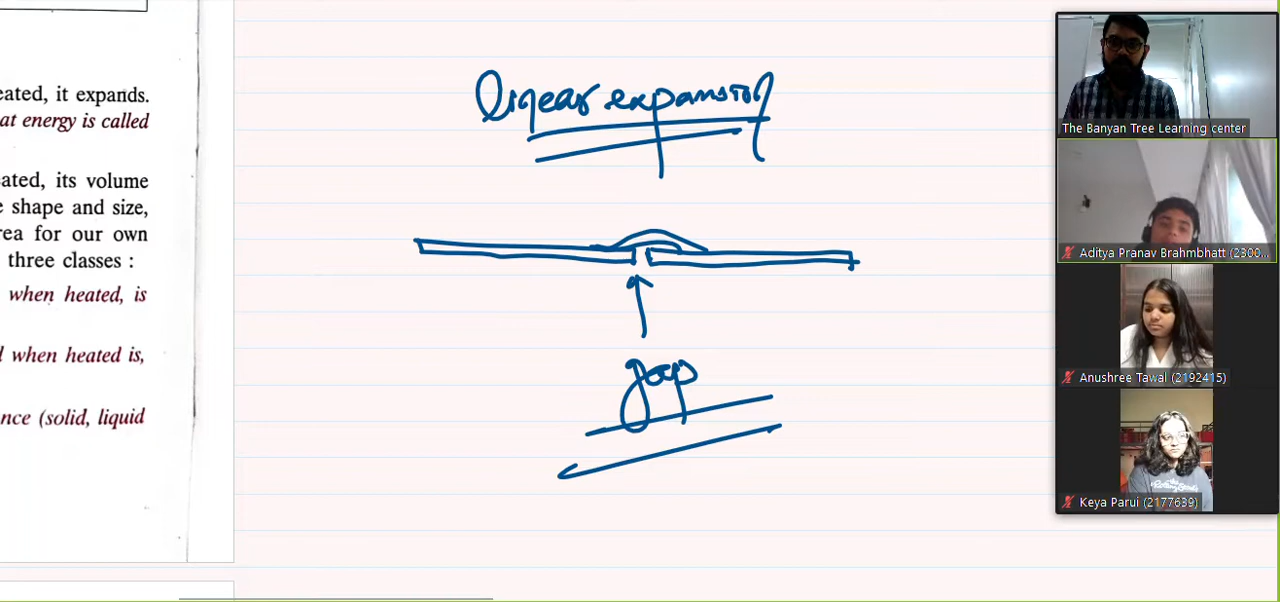 eated, it expands.
at energy is called
eated, its volume
e shape and size,
rea for our own
three classes :
when heated, is
d when heated is,
nce (solid, liquid
linear expansion
gap
The Banyan Tree Learning center
Aditya Pranav Brahmbhatt (2300...
Anushree Tawal (2192415)
Keya Parui (2177639)